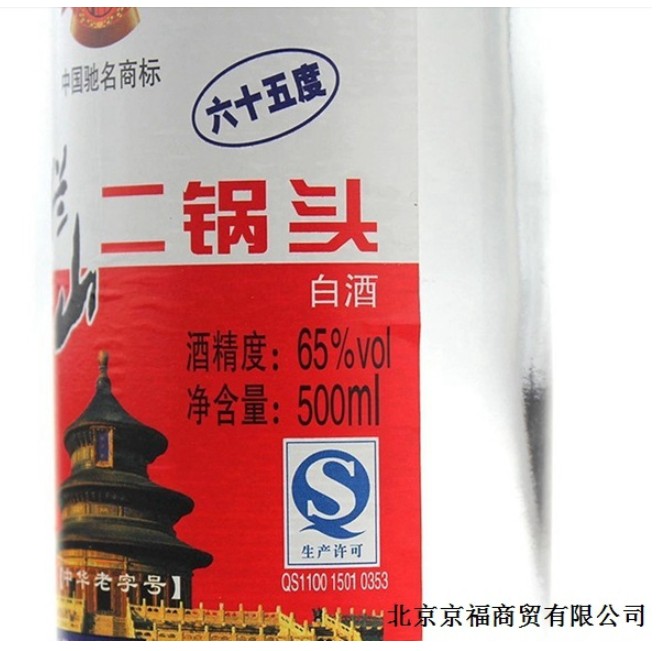 中国驰名商标
六十五度
兰山
二锅头
白酒
酒精度：65%vol
净含量：500ml
生产许可
QS1100 1501 0353
【中华老字号】
北京京福商贸有限公司